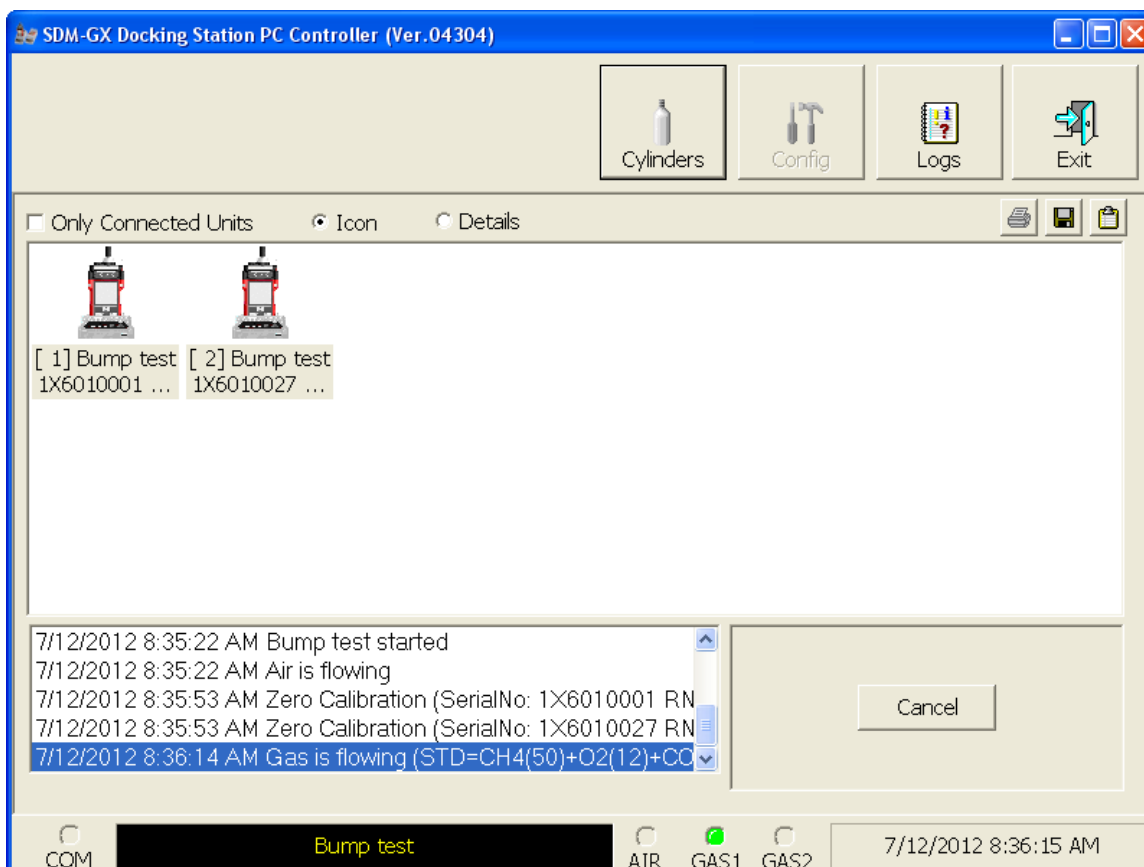 SDM-GX Docking Station PC Controller (Ver.04304)
Cylinders
Config
Logs
Exit
Only Connected Units
Icon
Details
[ 1] Bump test
1X6010001 ...
[ 2] Bump test
1X6010027 ...
7/12/2012 8:35:22 AM Bump test started
7/12/2012 8:35:22 AM Air is flowing
7/12/2012 8:35:53 AM Zero Calibration (SerialNo: 1X6010001 RN
7/12/2012 8:35:53 AM Zero Calibration (SerialNo: 1X6010027 RN
7/12/2012 8:36:14 AM Gas is flowing (STD=CH4(50)+O2(12)+CO
Cancel
COM
Bump test
AIR
GAS1
GAS2
7/12/2012 8:36:15 AM